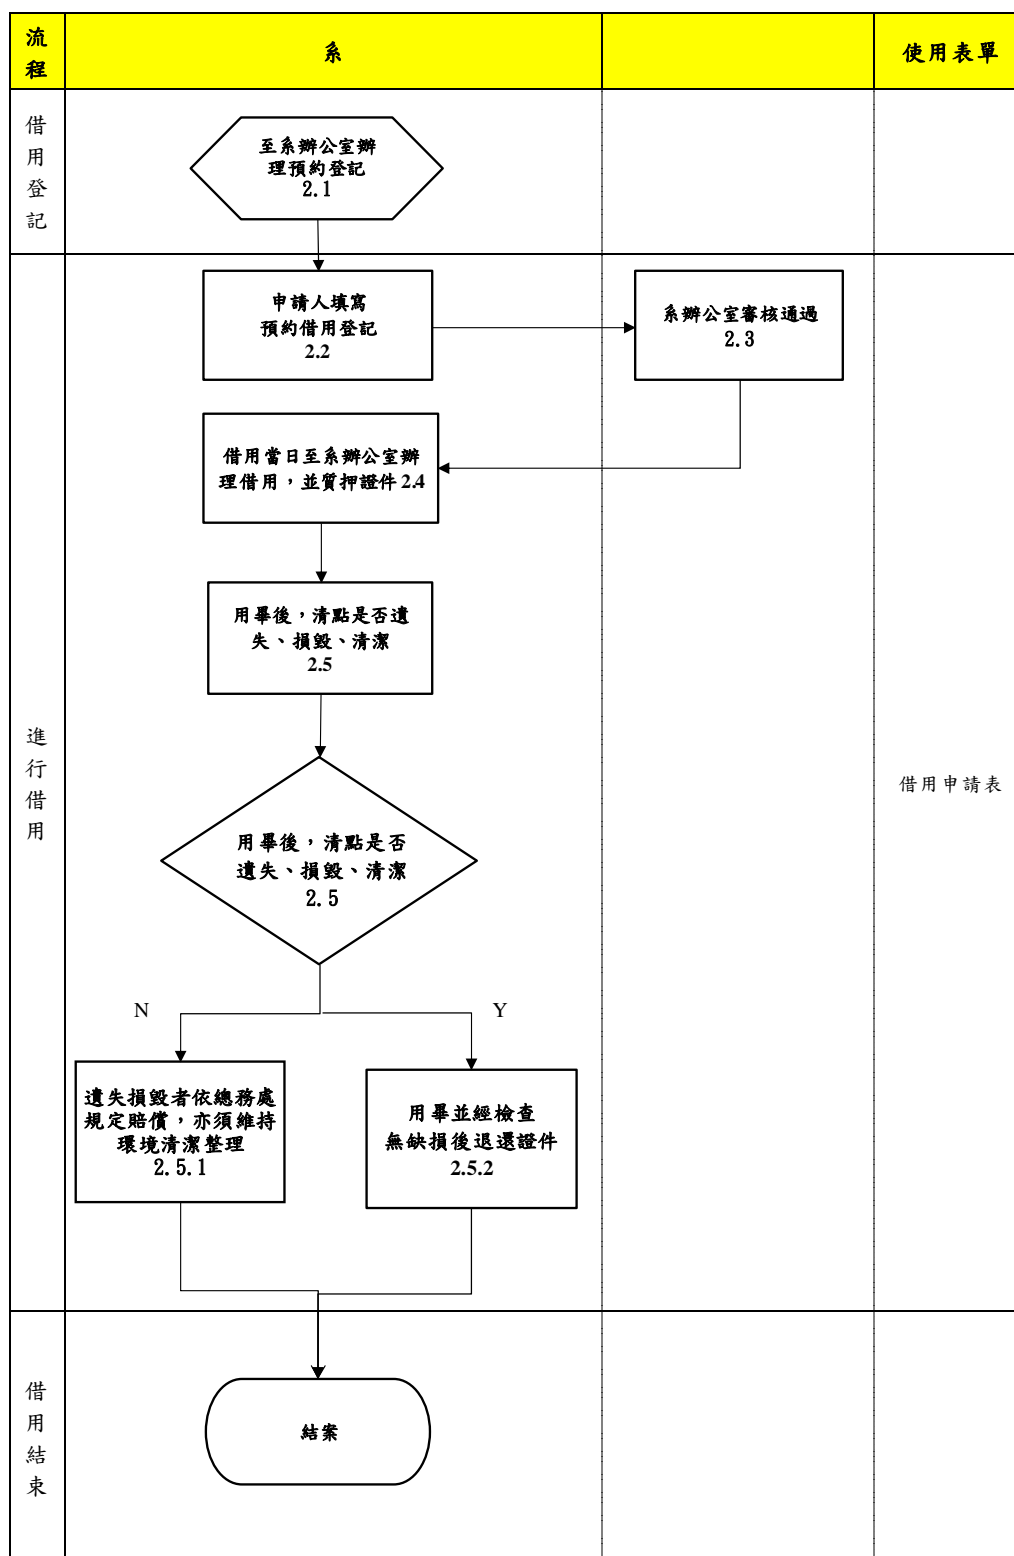 流
程
系
使用表單
借
用
登
記
至系辦公室辦
理預約登記
2.1
進
行
借
用
申請人填寫
預約借用登記
2.2
系辦公室審核通過
2.3
借用當日至系辦公室辦
理借用，並質押證件2.4
用畢後，清點是否遺
失、損毀、清潔
2.5
用畢後，清點是否
遺失、損毀、清潔
2.5
借用申請表
N
Y
遺失損毀者依總務處
規定賠償，亦須維持
環境清潔整理
2.5.1
用畢並經檢查
無缺損後退還證件
2.5.2
借
用
結
束
結案